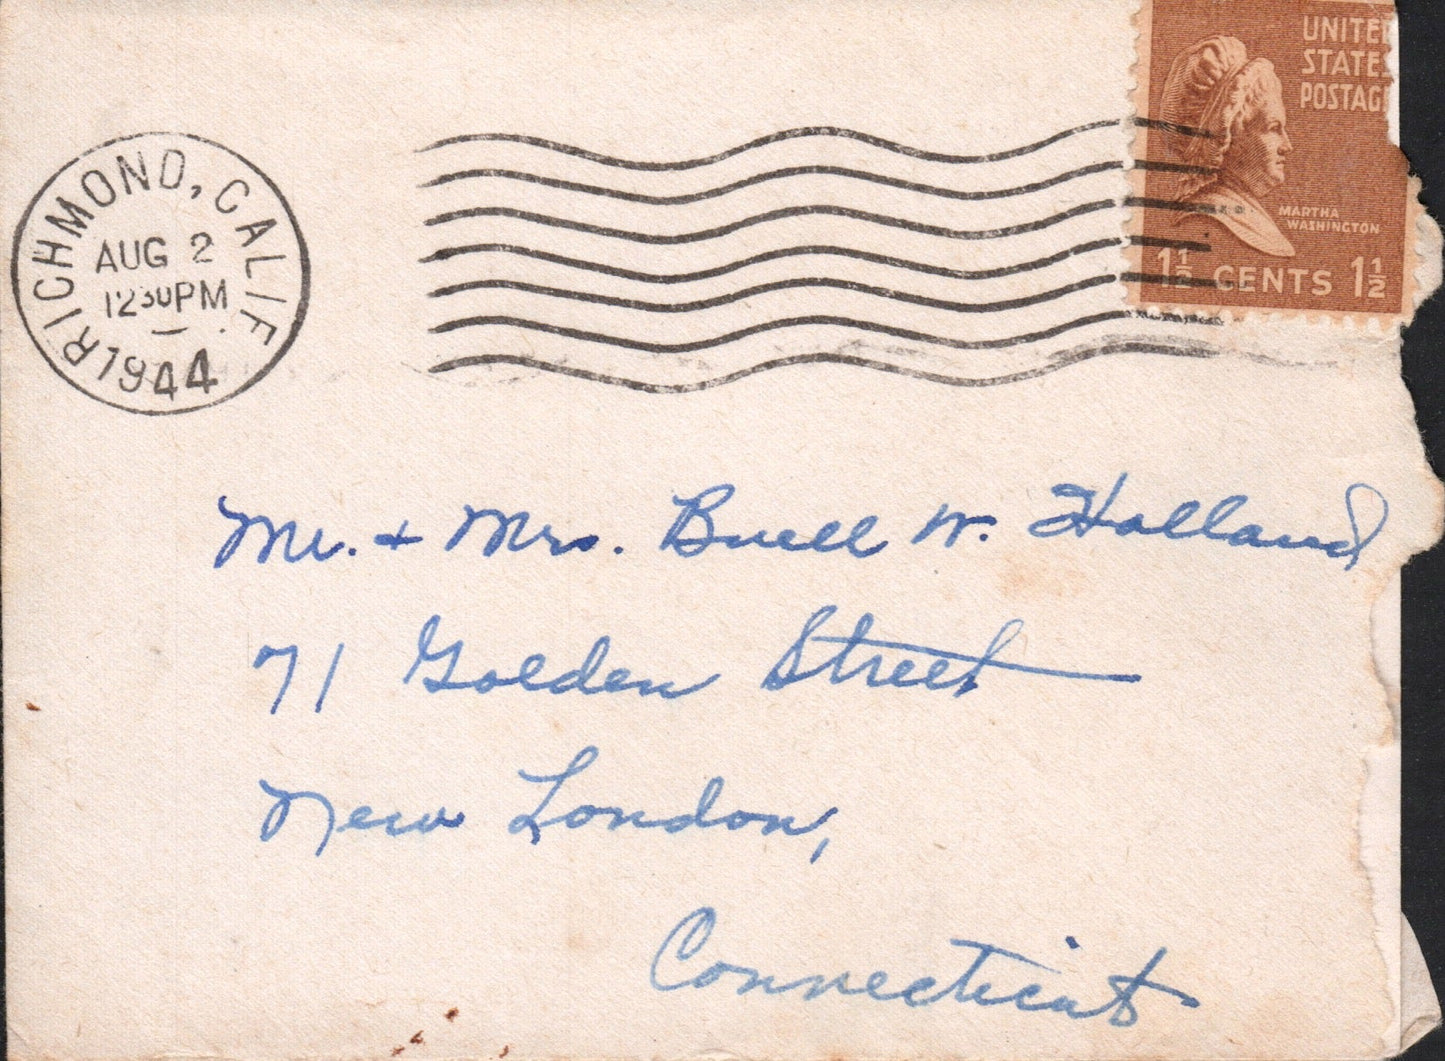 RICHMOND, CALIF.
AUG 2
12 30 PM
1944
UNITED
STATES
POSTAGE
MARTHA
WASHINGTON
1½ CENTS 1½
Mr. + Mrs. Buell W. Holland
71 Golden Street
New London,
Connecticut